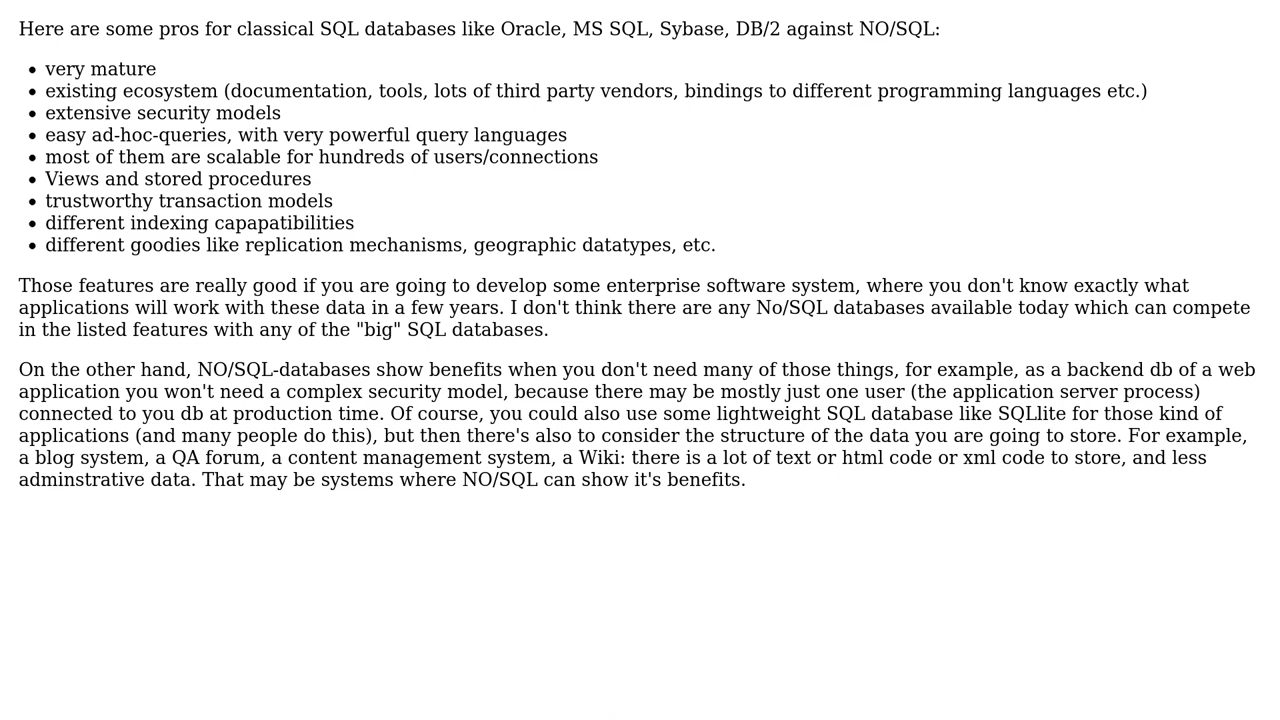 Here are some pros for classical SQL databases like Oracle, MS SQL, Sybase, DB/2 against NO/SQL:
• very mature
• existing ecosystem (documentation, tools, lots of third party vendors, bindings to different programming languages etc.)
• extensive security models
• easy ad-hoc-queries, with very powerful query languages
• most of them are scalable for hundreds of users/connections
• Views and stored procedures
• trustworthy transaction models
• different indexing capapatibilities
• different goodies like replication mechanisms, geographic datatypes, etc.
Those features are really good if you are going to develop some enterprise software system, where you don't know exactly what
applications will work with these data in a few years. I don't think there are any No/SQL databases available today which can compete
in the listed features with any of the "big" SQL databases.
On the other hand, NO/SQL-databases show benefits when you don't need many of those things, for example, as a backend db of a web
application you won't need a complex security model, because there may be mostly just one user (the application server process)
connected to you db at production time. Of course, you could also use some lightweight SQL database like SQLlite for those kind of
applications (and many people do this), but then there's also to consider the structure of the data you are going to store. For example,
a blog system, a QA forum, a content management system, a Wiki: there is a lot of text or html code or xml code to store, and less
adminstrative data. That may be systems where NO/SQL can show it's benefits.